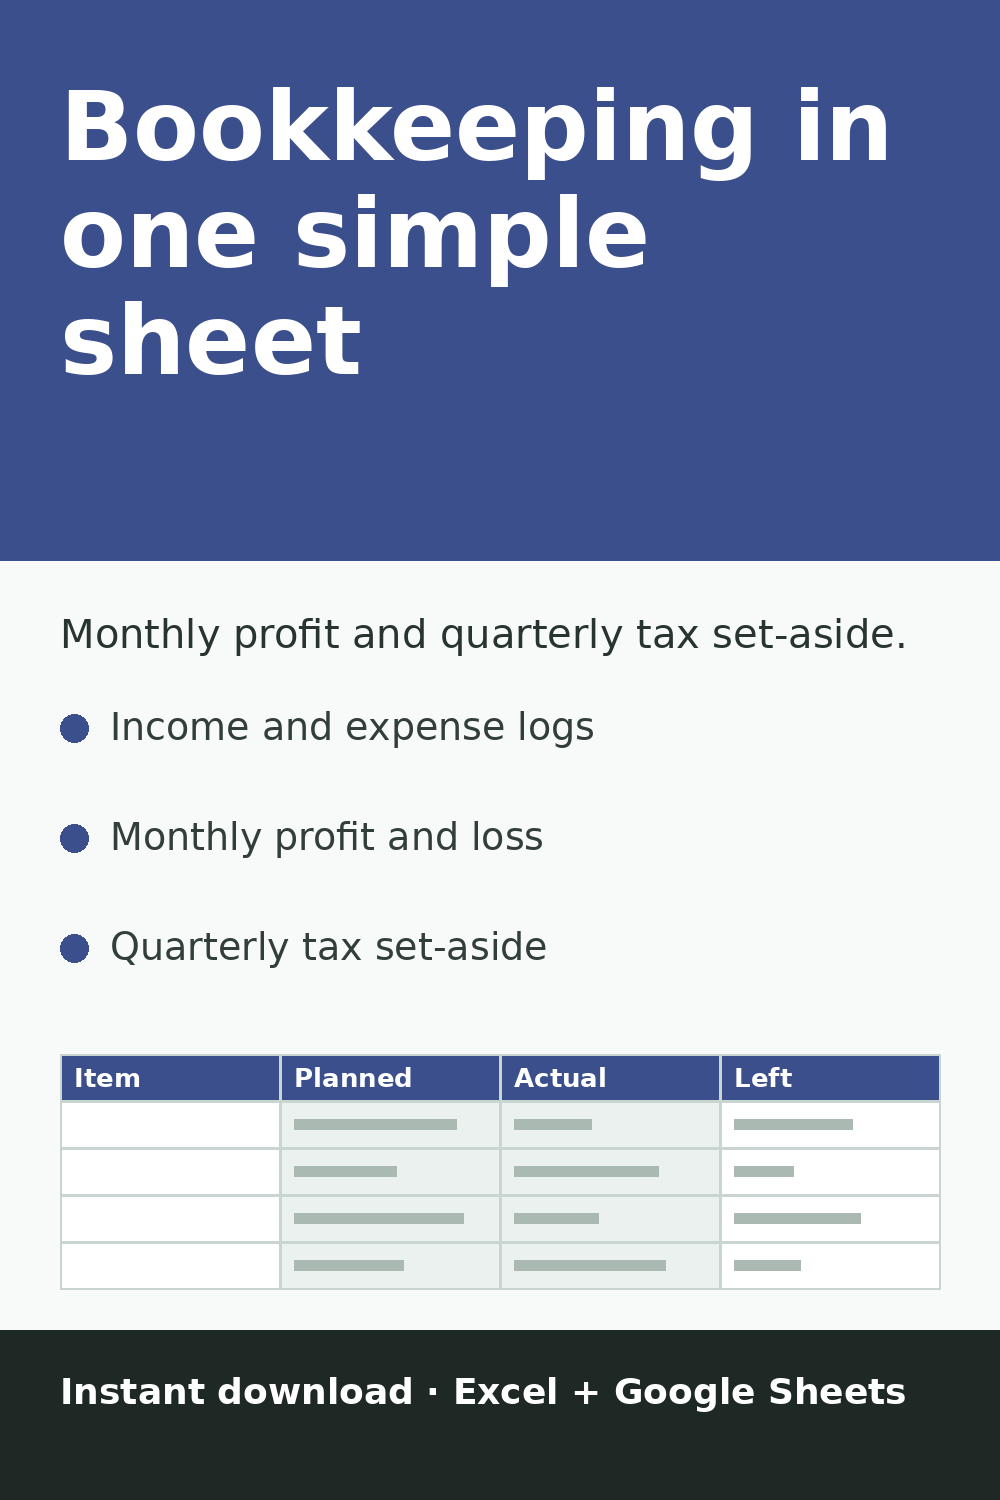 Bookkeeping in
one simple
sheet
Monthly profit and quarterly tax set-aside.
Income and expense logs
Monthly profit and loss
Quarterly tax set-aside
Item Planned Actual Left
Instant download · Excel + Google Sheets